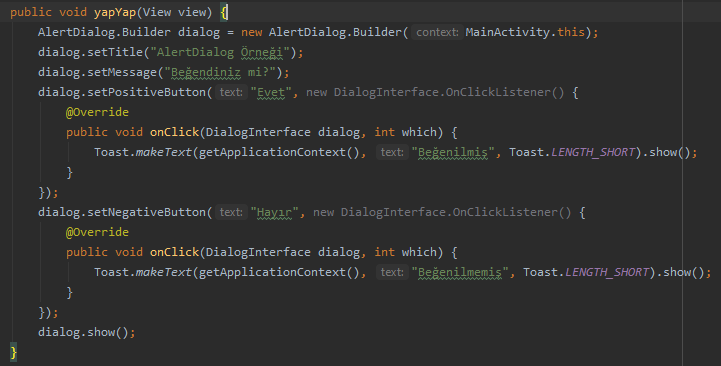 public void yapYap(View view) {
AlertDialog.Builder dialog = new AlertDialog.Builder( context: MainActivity.this);
dialog.setTitle("AlertDialog Örneği");
dialog.setMessage("Beğendiniz mi?");
dialog.setPositiveButton( text: "Evet", new DialogInterface.OnClickListener() {
@Override
public void onClick(DialogInterface dialog, int which) {
Toast.makeText(getApplicationContext(), text: "Beğenilmiş", Toast.LENGTH_SHORT).show();
}
});
dialog.setNegativeButton( text: "Hayır", new DialogInterface.OnClickListener() {
@Override
public void onClick(DialogInterface dialog, int which) {
Toast.makeText(getApplicationContext(), text: "Beğenilmemiş", Toast.LENGTH_SHORT).show();
}
});
dialog.show();
}